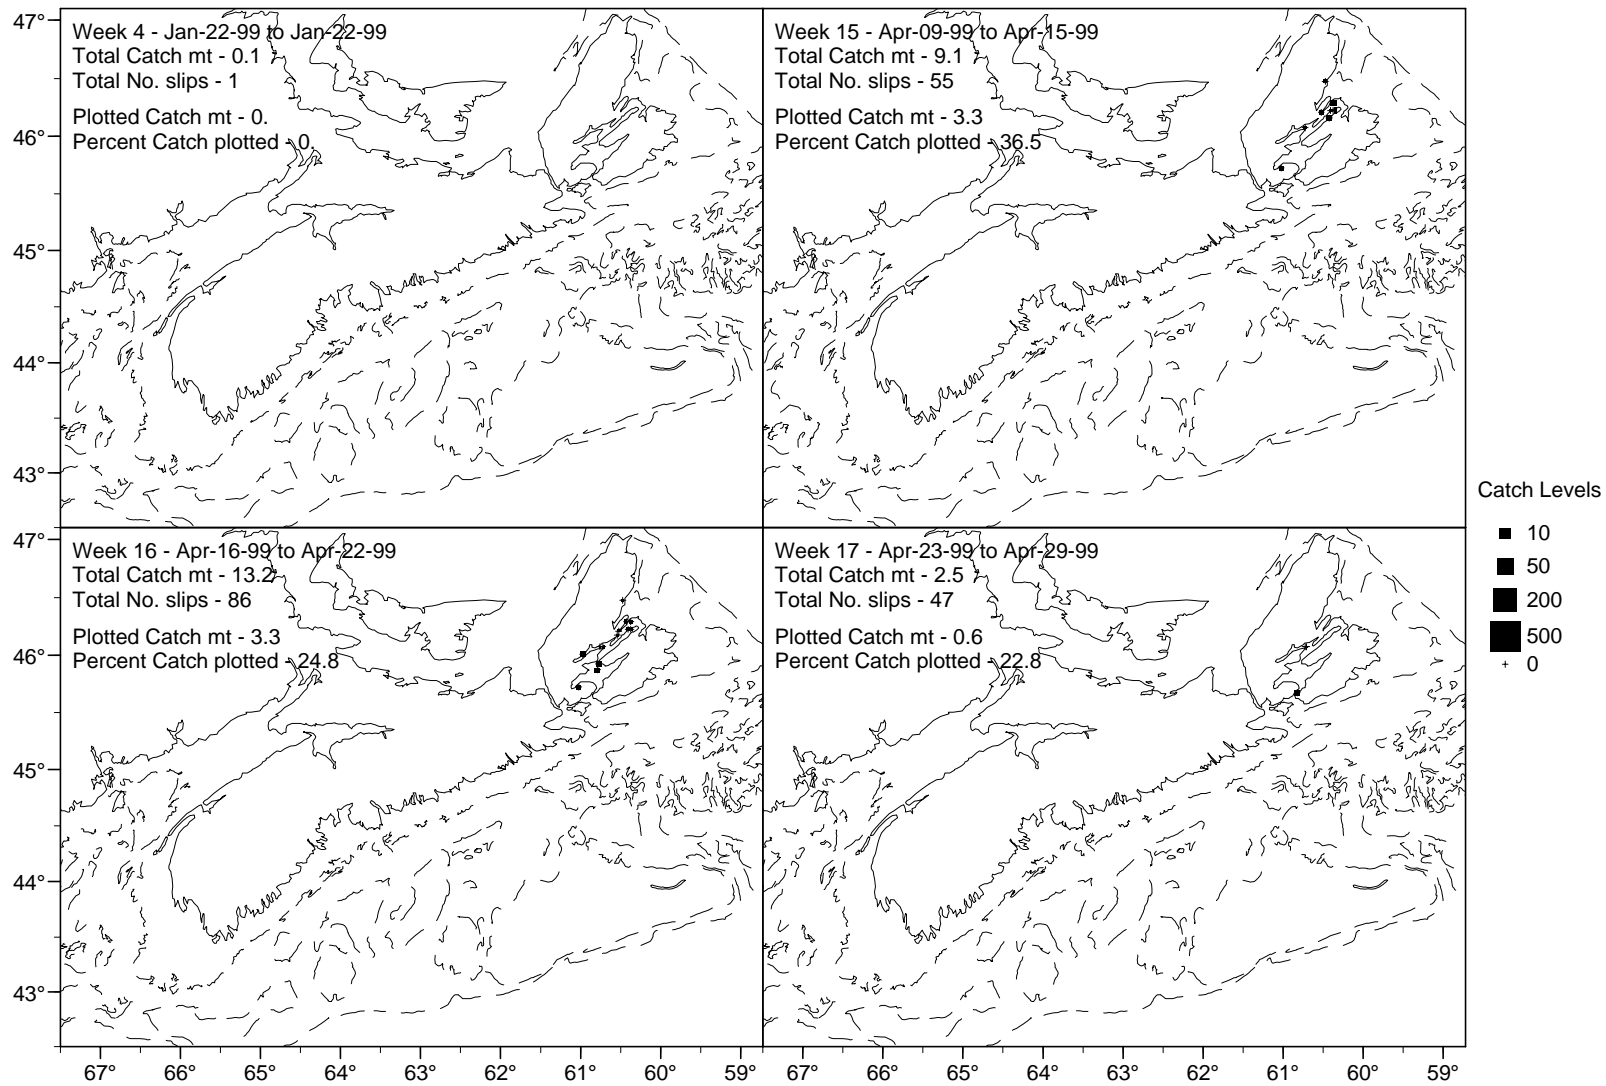 47°
46°
45°
44°
43°
Week 4 - Jan-22-99 to Jan-22-99
Total Catch mt - 0.1
Total No. slips - 1
Plotted Catch mt - 0.
Percent Catch plotted - 0.
Week 15 - Apr-09-99 to Apr-15-99
Total Catch mt - 9.1
Total No. slips - 55
Plotted Catch mt - 3.3
Percent Catch plotted - 36.5
47°
46°
45°
44°
43°
Week 16 - Apr-16-99 to Apr-22-99
Total Catch mt - 13.2
Total No. slips - 86
Plotted Catch mt - 3.3
Percent Catch plotted - 24.8
Week 17 - Apr-23-99 to Apr-29-99
Total Catch mt - 2.5
Total No. slips - 47
Plotted Catch mt - 0.6
Percent Catch plotted - 22.8
67° 66° 65° 64° 63° 62° 61° 60° 59°
67° 66° 65° 64° 63° 62° 61° 60° 59°
Catch Levels
10
50
200
500
0